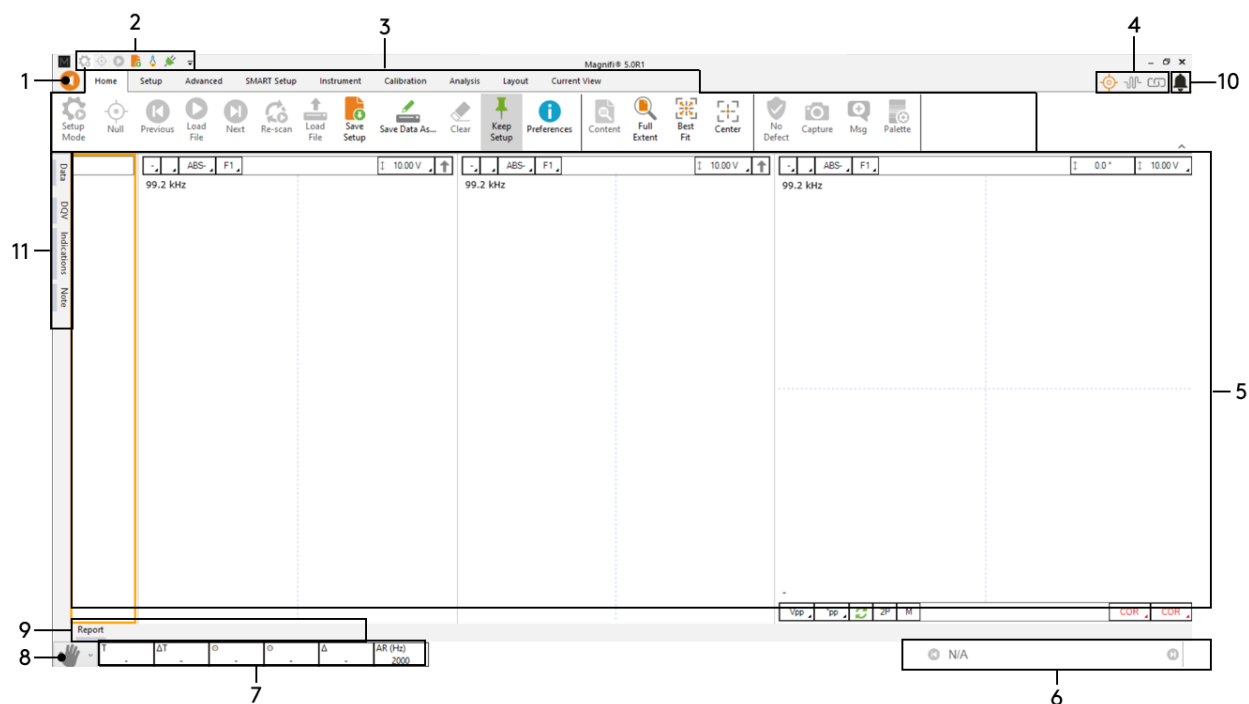 2
3
4
Magnifi® 5.0R1
1
Home Setup Advanced SMART Setup Instrument Calibration Analysis Layout Current View
10
Setup Mode
Null
Previous
Load File
Next
Re-scan
Load File
Save Setup
Save Data As...
Clear
Keep Setup
Preferences
Content
Full Extent
Best Fit
Center
No Defect
Capture
Msg
Palette
- ABS- F1 10.00 V
- ABS- F1 10.00 V
- ABS- F1 0.0 ° 10.00 V
99.2 kHz
99.2 kHz
99.2 kHz
Data
DQV
Indications
Note
11
5
-
Vpp °pp 2P M COR COR
9
Report
8
T -
ΔT -
-
-
Δ -
AR (Hz) 2000
N/A
7
6